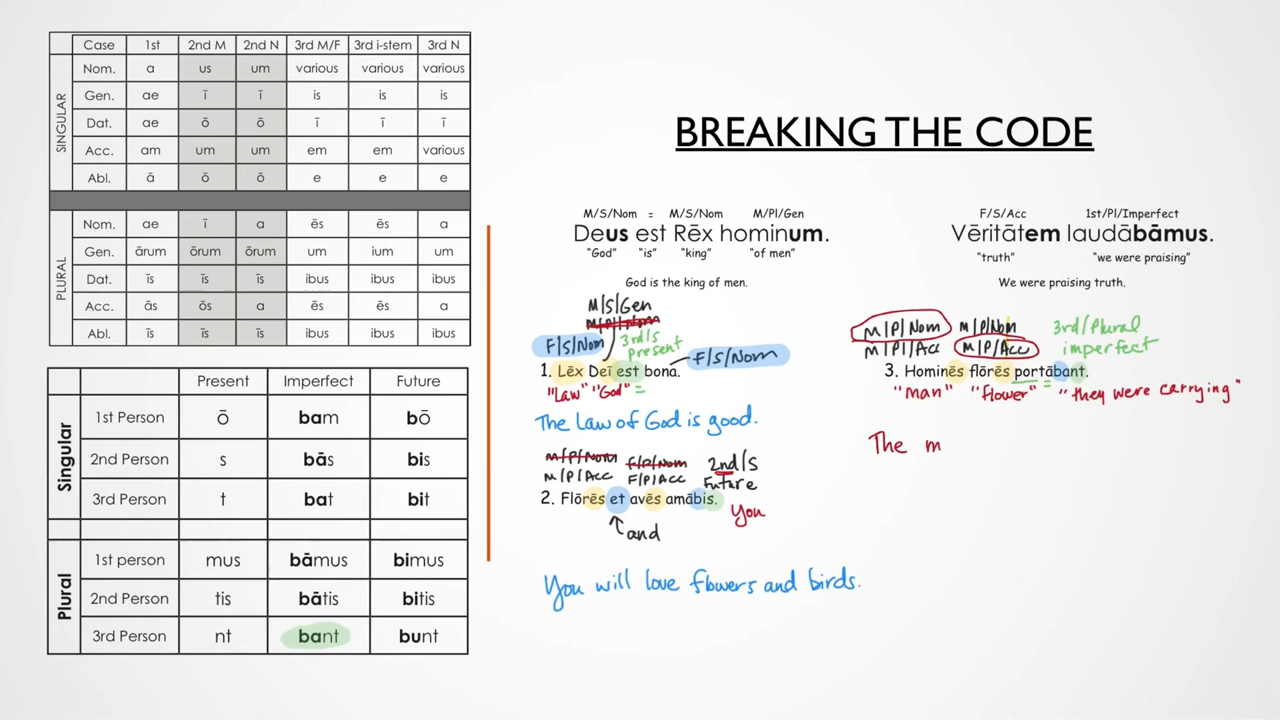 Case 1st 2nd M 2nd N 3rd M/F 3rd i-stem 3rd N
SINGULAR
Nom. a us um various various various
Gen. ae ī ī is is is
Dat. ae ō ō ī ī ī
Acc. am um um em em various
Abl. ā ō ō e e e
PLURAL
Nom. ae ī a ēs ēs a
Gen. ārum ōrum ōrum um ium um
Dat. īs īs īs ibus ibus ibus
Acc. ās ōs a ēs ēs a
Abl. īs īs īs ibus ibus ibus
Present Imperfect Future
Singular
1st Person ō bam bō
2nd Person s bās bis
3rd Person t bat bit
Plural
1st person mus bāmus bimus
2nd Person tis bātis bitis
3rd Person nt bant bunt
BREAKING THE CODE
M/S/Nom = M/S/Nom M/Pl/Gen
Deus est Rēx hominum.
"God" "is" "king" "of men"
God is the king of men.
M/S/Gen
M/P/Nom
F/S/Nom 3rd/s
present
F/S/Nom
1. Lēx Deī est bona.
"Law" "God" =
The law of God is good.
M/P/Nom F/P/Nom 2nd/S
M/P/Acc F/P/Acc Future
2. Flōrēs et avēs amābis.
You
and
You will love flowers and birds.
F/S/Acc 1st/Pl/Imperfect
Vēritātem laudābāmus.
"truth" "we were praising"
We were praising truth.
M/P/Nom M/P/Nom 3rd/Plural
M/P/Acc M/P/Acc imperfect
3. Hominēs flōrēs portābant.
"man" "flower" = "they were carrying"
The m